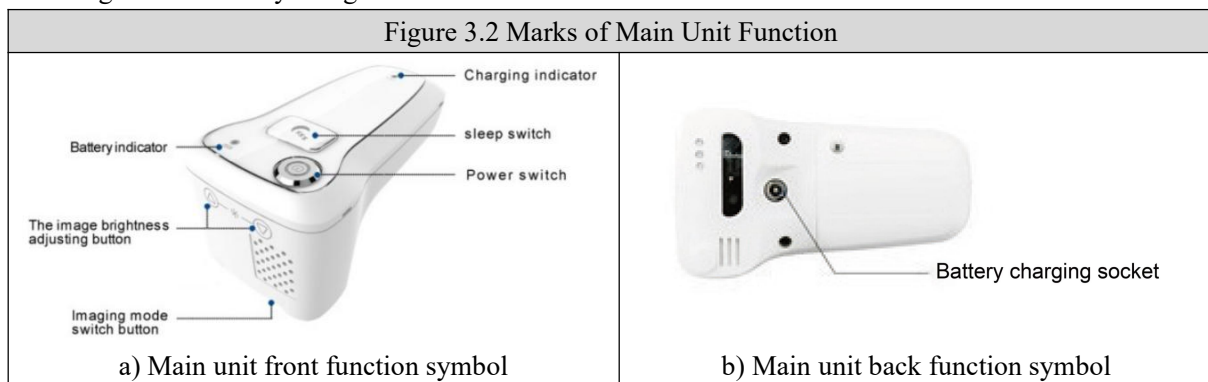 Figure 3.2 Marks of Main Unit Function
Charging indicator
sleep switch
Battery indicator
Power switch
The image brightness
adjusting button
Imaging mode
switch button
a) Main unit front function symbol
Battery charging socket
b) Main unit back function symbol